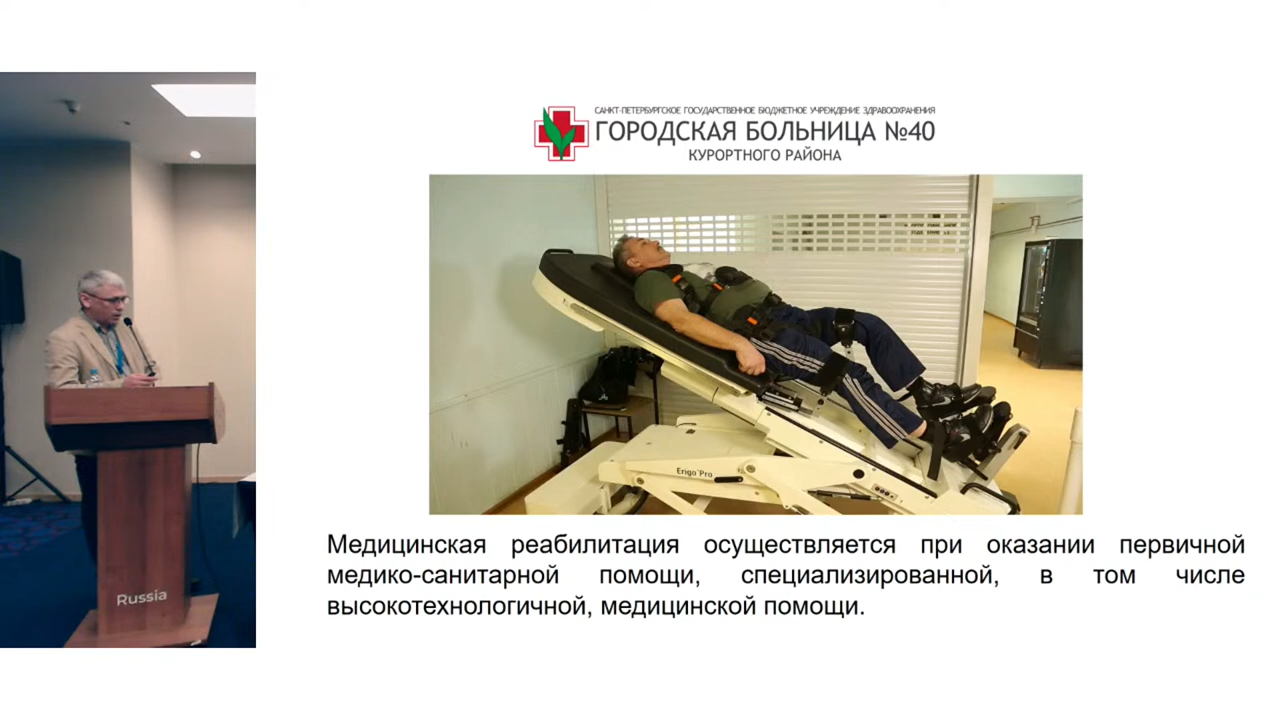 САНКТ-ПЕТЕРБУРГСКОЕ ГОСУДАРСТВЕННОЕ БЮДЖЕТНОЕ УЧРЕЖДЕНИЕ ЗДРАВООХРАНЕНИЯ
ГОРОДСКАЯ БОЛЬНИЦА №40
КУРОРТНОГО РАЙОНА
Erigo®Pro
Медицинская реабилитация осуществляется при оказании первичной
медико-санитарной помощи, специализированной, в том числе
высокотехнологичной, медицинской помощи.
Russia